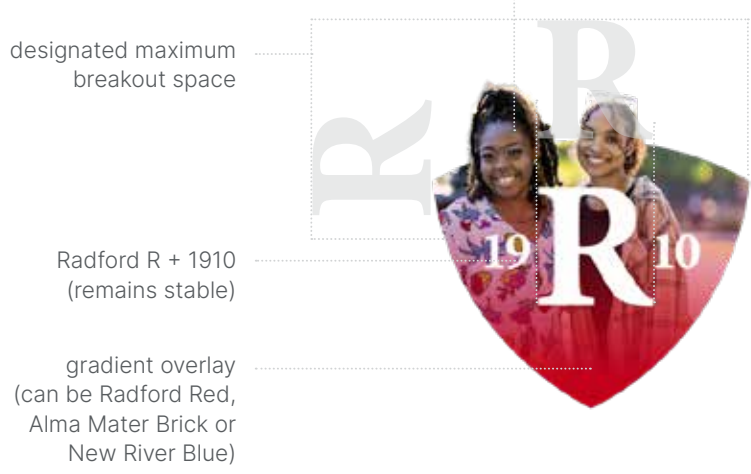 designated maximum
breakout space
R
R
Radford R + 1910
(remains stable)
19 R 10
gradient overlay
(can be Radford Red,
Alma Mater Brick or
New River Blue)